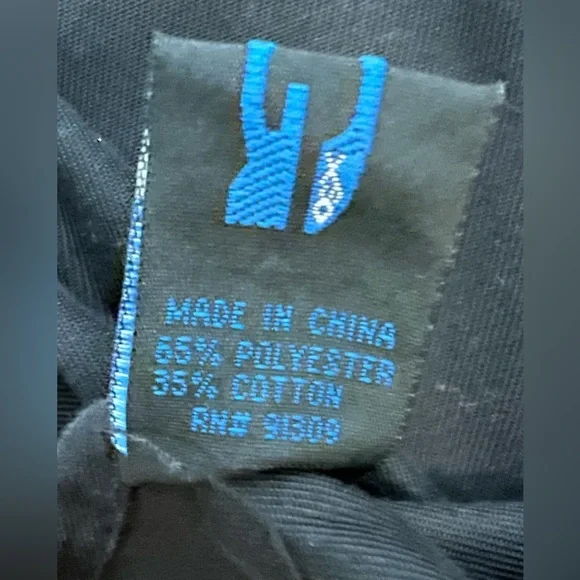 MADE IN CHINA
65% POLYESTER
35% COTTON
RN# 91309